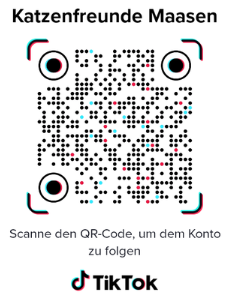 Katzenfreunde Maasen
Scanne den QR-Code, um dem Konto
zu folgen
TikTok